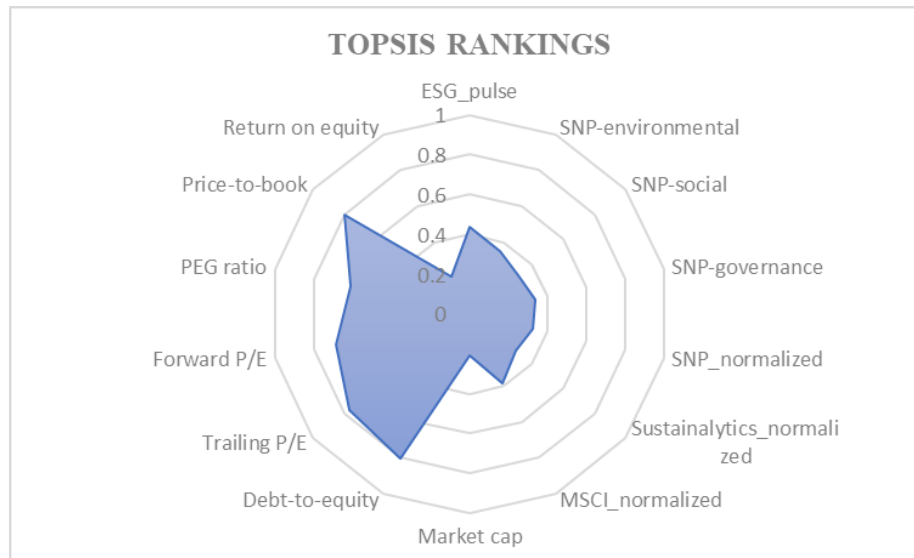 TOPSIS RANKINGS
ESG_pulse
SNP-environmental
SNP-social
SNP-governance
SNP_normalized
Sustainalytics_normali
zed
MSCI_normalized
Market cap
Debt-to-equity
Trailing P/E
Forward P/E
PEG ratio
Price-to-book
Return on equity
1
0.8
0.6
0.4
0.2
0